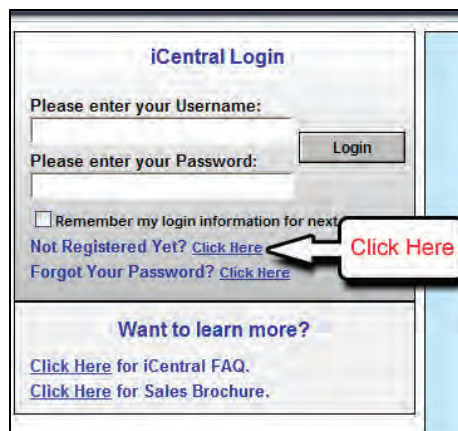 iCentral Login
Please enter your Username:
Login
Please enter your Password:
Remember my login information for next
Not Registered Yet? Click Here
Click Here
Forgot Your Password? Click Here
Want to learn more?
Click Here for iCentral FAQ.
Click Here for Sales Brochure.